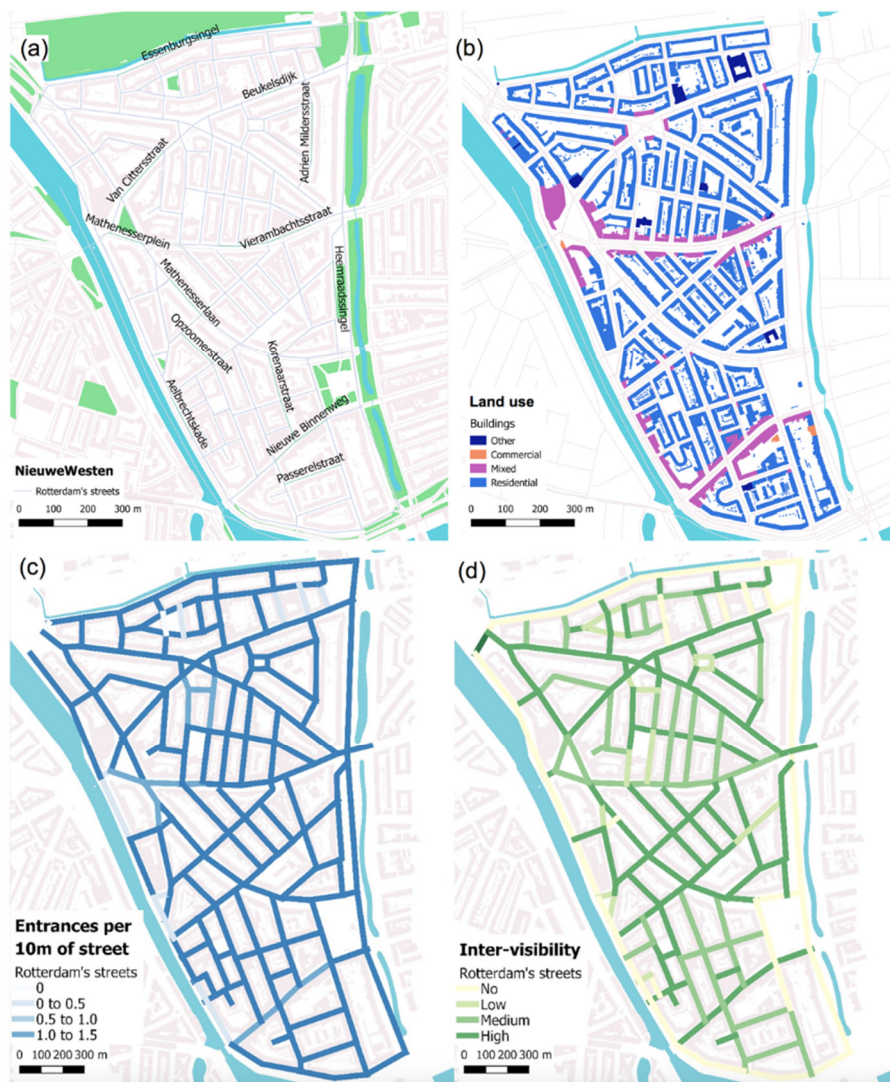 (a)
Essenburgsingel
Beukelsdijk
Adrien Mildersstraat
Van Cittersstraat
Mathenesserplein
Vierambachtsstraat
Heemraadssingel
Mathenesserlaan
Opzoomerstraat
Korenaarstraat
Aelbrechtskade
Nieuwe Binnenweg
Passerelstraat
NieuweWesten
Rotterdam's streets
0 100 200 300 m
(b)
Land use
Buildings
Other
Commercial
Mixed
Residential
0 100 200 300 m
(c)
Entrances per
10m of street
Rotterdam's streets
0
0 to 0.5
0.5 to 1.0
1.0 to 1.5
0 100 200 300 m
(d)
Inter-visibility
Rotterdam's streets
No
Low
Medium
High
0 100 200 300 m